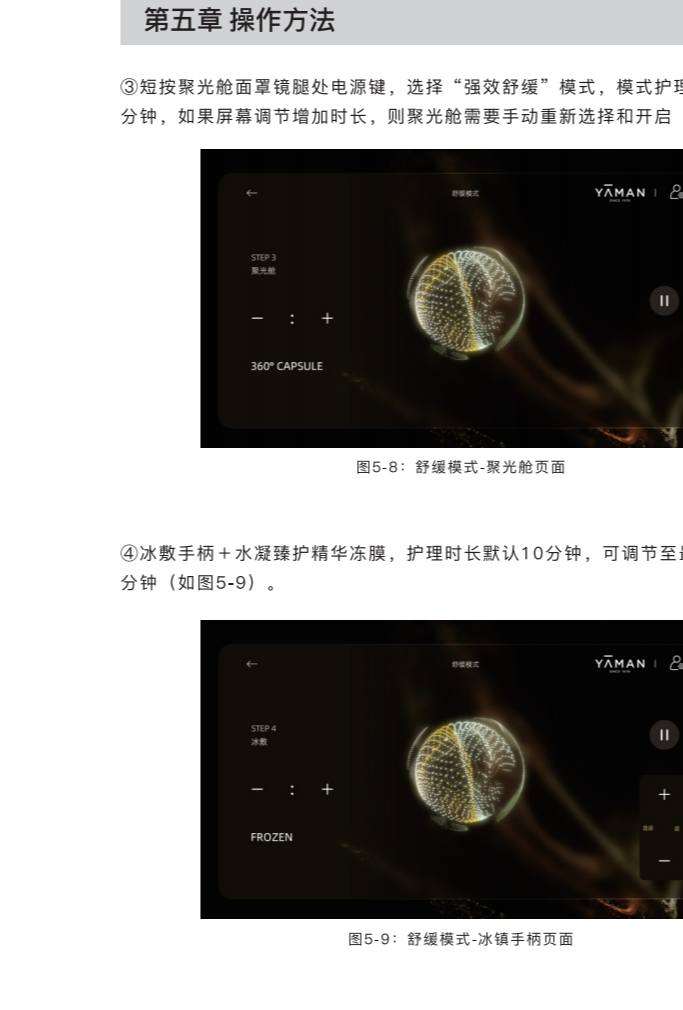 第五章 操作方法
③短按聚光舱面罩镜腿处电源键，选择“强效舒缓”模式，模式护理
分钟，如果屏幕调节增加时长，则聚光舱需要手动重新选择和开启
←
舒缓模式
YAMAN
SINCE 1978
STEP 3
聚光舱
− : +
360° CAPSULE
图5-8：舒缓模式-聚光舱页面
④冰敷手柄＋水凝臻护精华冻膜，护理时长默认10分钟，可调节至
分钟（如图5-9）。
←
舒缓模式
YAMAN
SINCE 1978
STEP 4
冰敷
− : +
+
−
FROZEN
图5-9：舒缓模式-冰镇手柄页面